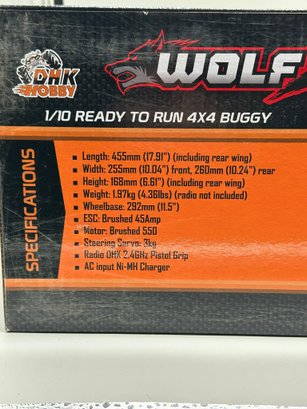 DHK
HOBBY
WOLF
1/10 READY TO RUN 4X4 BUGGY
SPECIFICATIONS
▪ Length: 455mm (17.91") (including rear wing)
▪ Width: 255mm (10.04") front, 260mm (10.24") rear
▪ Height: 168mm (6.61") (including rear wing)
▪ Weight: 1.97kg (4.36lbs) (radio not included)
▪ Wheelbase: 292mm (11.5")
▪ ESC: Brushed 45Amp
▪ Motor: Brushed 550
▪ Steering Servo: 3kg
▪ Radio DHK 2.4GHz Pistol Grip
▪ AC input Ni-MH Charger